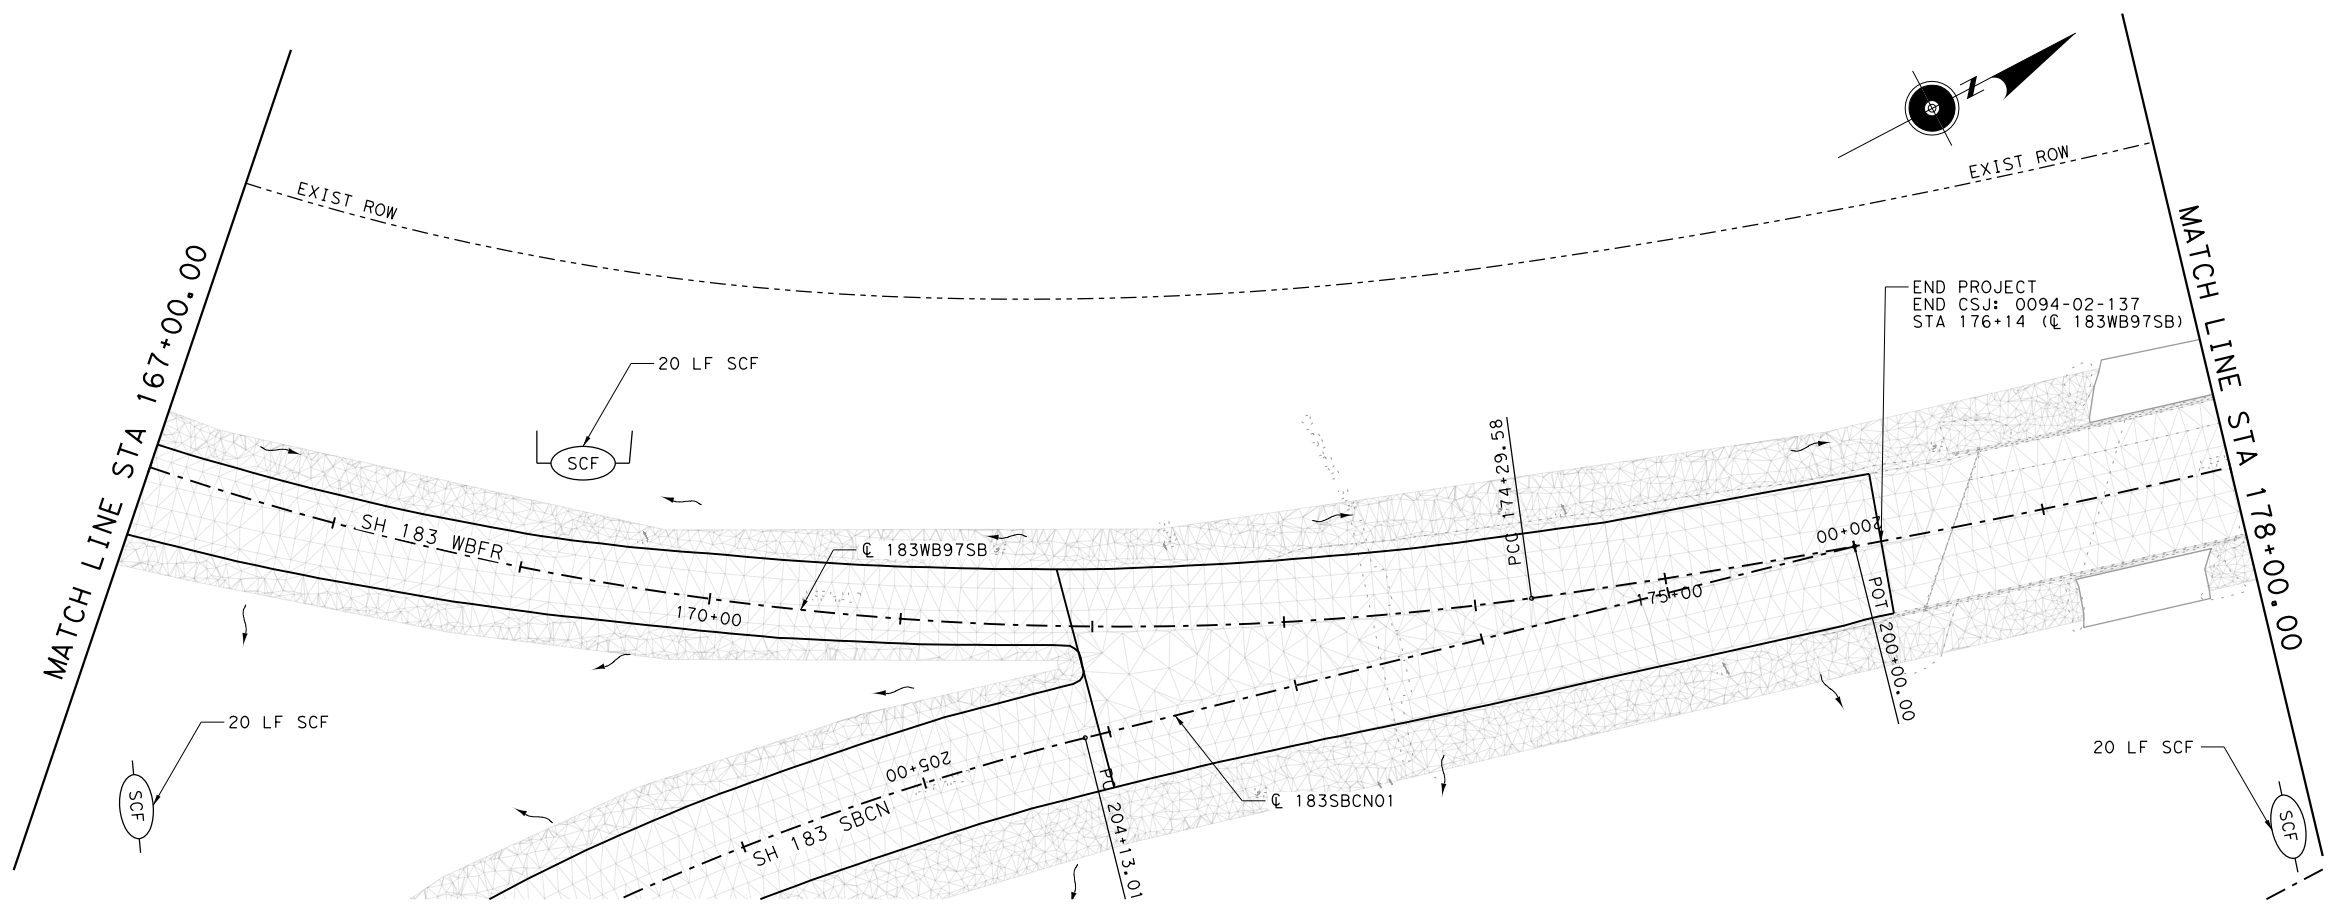 MATCH LINE STA 167+00.00
EXIST ROW
EXIST ROW
N
MATCH LINE STA 178+00.00
END PROJECT
END CSJ: 0094-02-137
STA 176+14 (℄ 183WB97SB)
20 LF SCF
SCF
SH 183 WBFR
℄ 183WB97SB
170+00
PCC 174+29.58
175+00
200+00
POT 200+00.00
20 LF SCF
SCF
205+00
SH 183 SBCN
PC 204+13.01
℄ 183SBCN01
20 LF SCF
SCF